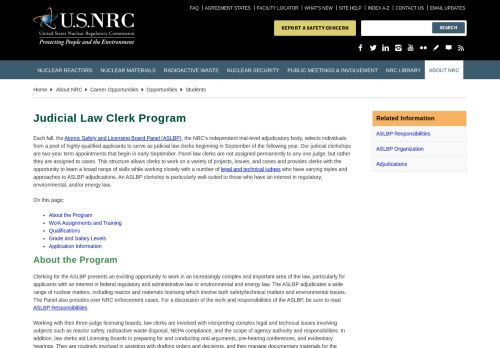 FAQ | AGREEMENT STATES | FACILITY LOCATOR | WHAT'S NEW | SITE HELP | INDEX A-Z | CONTACT US | EMAIL UPDATES
U.S.NRC
United States Nuclear Regulatory Commission
Protecting People and the Environment
REPORT A SAFETY CONCERN
SEARCH
NUCLEAR REACTORS NUCLEAR MATERIALS RADIOACTIVE WASTE NUCLEAR SECURITY PUBLIC MEETINGS & INVOLVEMENT NRC LIBRARY ABOUT NRC
Home > About NRC > Career Opportunities > Opportunities > Students
Judicial Law Clerk Program
Each fall, the Atomic Safety and Licensing Board Panel (ASLBP), the NRC's independent trial-level adjudicatory body, selects individuals
from a pool of highly-qualified applicants to serve as judicial law clerks beginning in September of the following year. Our judicial clerkships
are two-year term appointments that begin in early September. Panel law clerks are not assigned permanently to any one judge, but rather
they are assigned to cases. This structure allows clerks to work on a variety of projects, issues, and cases and provides clerks with the
opportunity to learn a broad range of skills while working closely with a number of legal and technical judges who have varying styles
and approaches to ASLBP adjudications. An ASLBP clerkship is particularly well-suited to those who have an interest in regulatory,
environmental, and/or energy law.
On this page:
• About the Program
• Work Assignments and Training
• Qualifications
• Grade and Salary Levels
• Application Information
About the Program
Clerking for the ASLBP presents an exciting opportunity to work in an increasingly complex and important area of the law, particularly for
applicants with an interest in federal regulatory and administrative law or environmental and energy law. The ASLBP adjudicates a wide
range of nuclear matters, including reactor and materials licensing which involve both safety/technical matters and environmental issues.
The Panel also presides over NRC enforcement cases. For a discussion of the work and responsibilities of the ASLBP, be sure to read
ASLBP Responsibilities.
Working with their three-judge licensing boards, law clerks are involved with interpreting complex legal and technical issues involving
subjects such as reactor safety, radioactive waste disposal, NEPA compliance, and the scope of agency authority and responsibilities. In
addition, law clerks aid Licensing Boards in preparing for and conducting oral arguments, pre-hearing conferences, and evidentiary
hearings. They are routinely involved in assisting with drafting orders and decisions, and they manage documentary materials for the
Related Information
ASLBP Responsibilities
ASLBP Organization
Adjudications